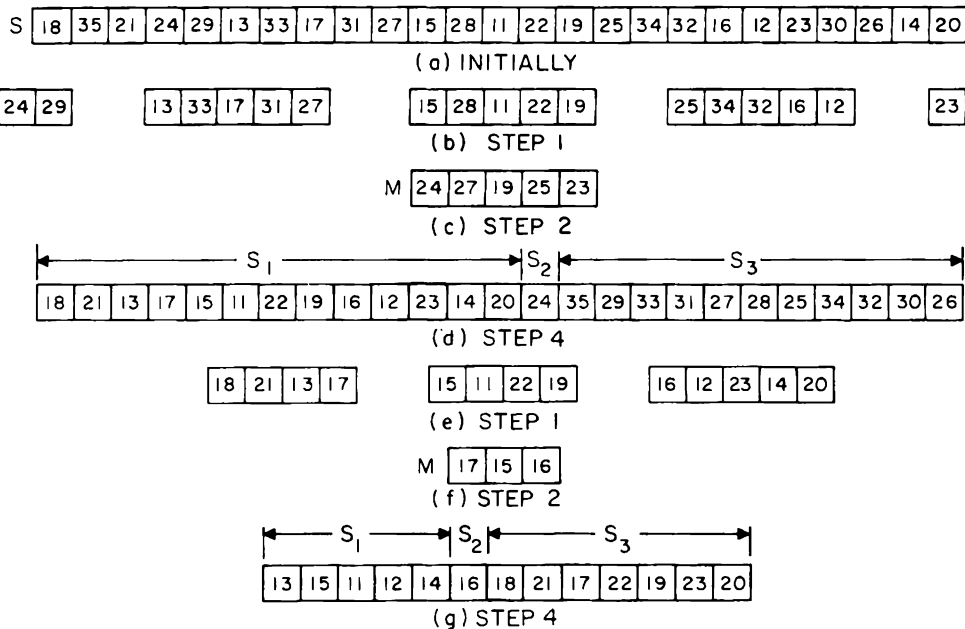 S 18 35 21 24 29 13 33 17 31 27 15 28 11 22 19 25 34 32 16 12 23 30 26 14 20
(a) INITIALLY
24 29 13 33 17 31 27 15 28 11 22 19 25 34 32 16 12 23
(b) STEP 1
M 24 27 19 25 23
(c) STEP 2
S1 S2 S3
18 21 13 17 15 11 22 19 16 12 23 14 20 24 35 29 33 31 27 28 25 34 32 30 26
(d) STEP 4
18 21 13 17 15 11 22 19 16 12 23 14 20
(e) STEP 1
M 17 15 16
(f) STEP 2
S1 S2 S3
13 15 11 12 14 16 18 21 17 22 19 23 20
(g) STEP 4